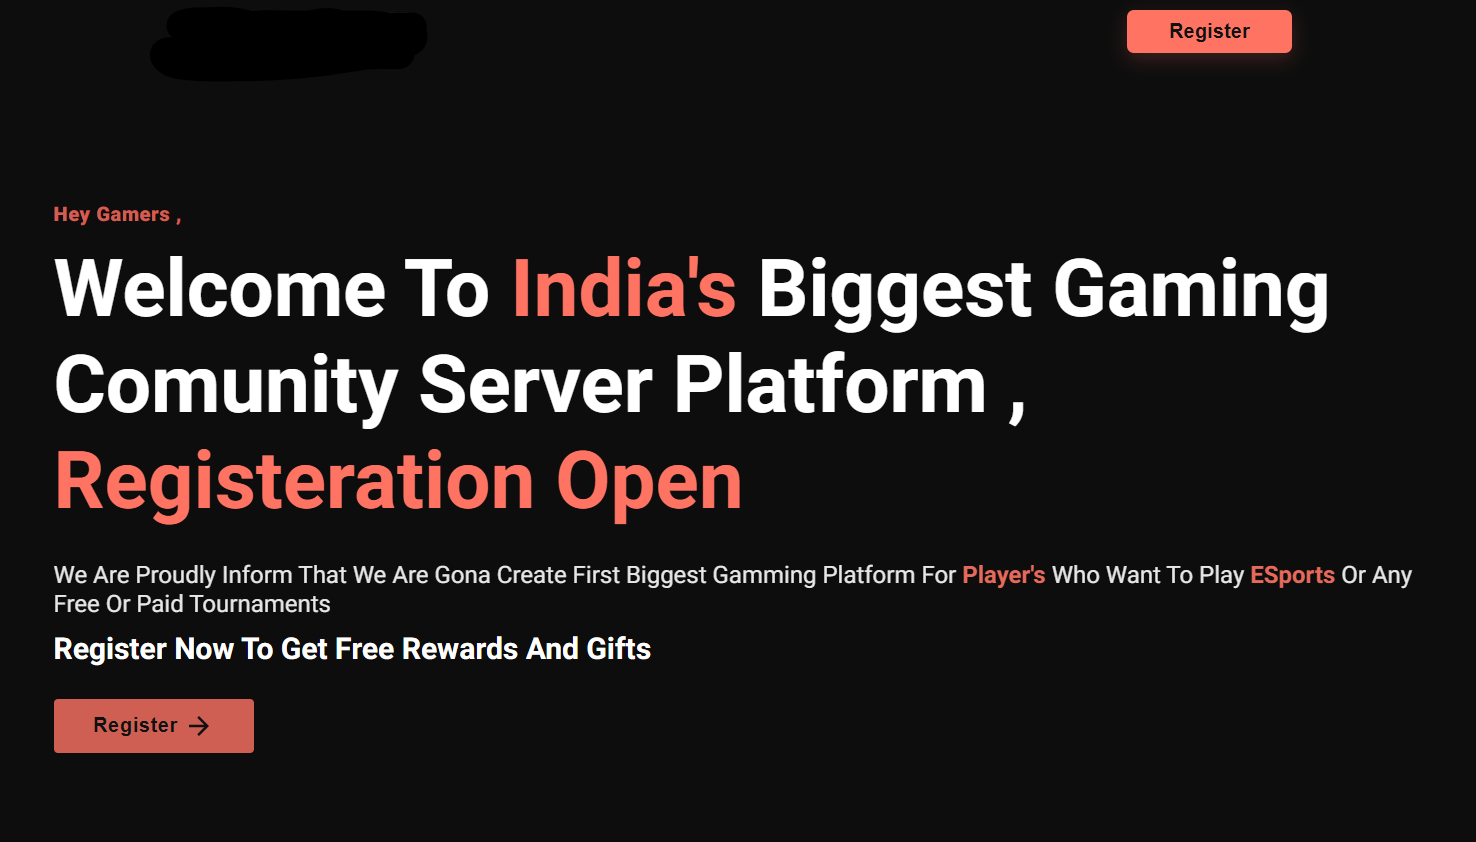 Register
Hey Gamers ,
Welcome To India's Biggest Gaming
Comunity Server Platform ,
Registeration Open
We Are Proudly Inform That We Are Gona Create First Biggest Gamming Platform For Player's Who Want To Play ESports Or Any
Free Or Paid Tournaments
Register Now To Get Free Rewards And Gifts
Register →